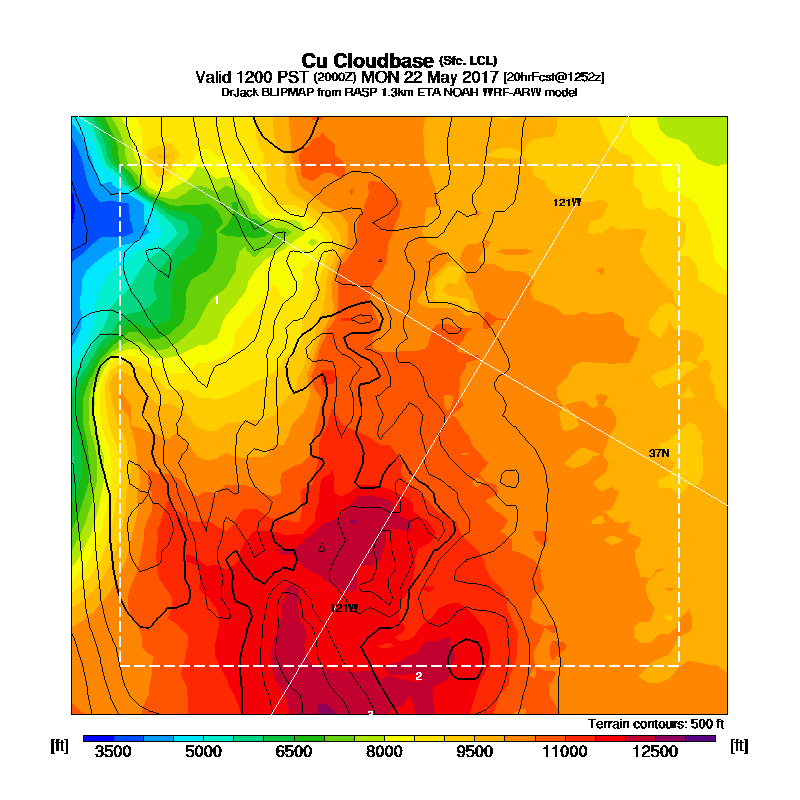 Cu Cloudbase (Sfc. LCL)
Valid 1200 PST (2000Z) MON 22 May 2017 [20hrFcst@1252z]
DrJack BLIPMAP from RASP 1.3km ETA NOAH WRF-ARW model
121W
1
37N
121W
2
Terrain contours: 500 ft
[ft] 3500 5000 6500 8000 9500 11000 12500 [ft]